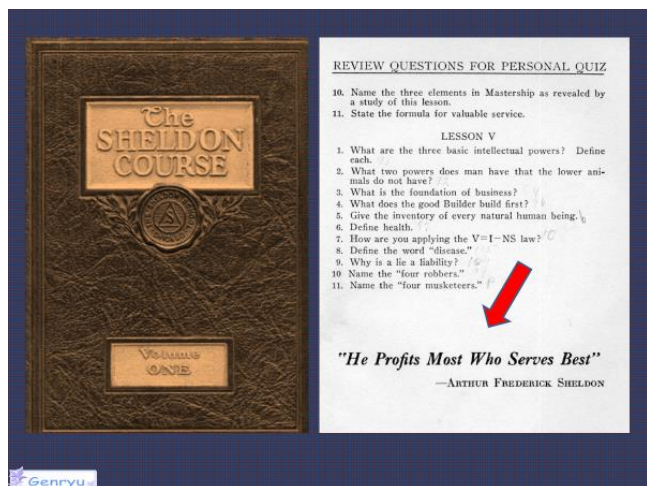 The
SHELDON
COURSE
Volume
ONE
REVIEW QUESTIONS FOR PERSONAL QUIZ
10. Name the three elements in Mastership as revealed by
a study of this lesson.
11. State the formula for valuable service.
LESSON V
1. What are the three basic intellectual powers? Define
each.
2. What two powers does man have that the lower ani-
mals do not have?
3. What is the foundation of business?
4. What does the good Builder build first?
5. Give the inventory of every natural human being.
6. Define health.
7. How are you applying the V=I−NS law?
8. Define the word "disease."
9. Why is a lie a liability?
10 Name the "four robbers."
11. Name the "four musketeers."
"He Profits Most Who Serves Best"
—ARTHUR FREDERICK SHELDON
Genryu